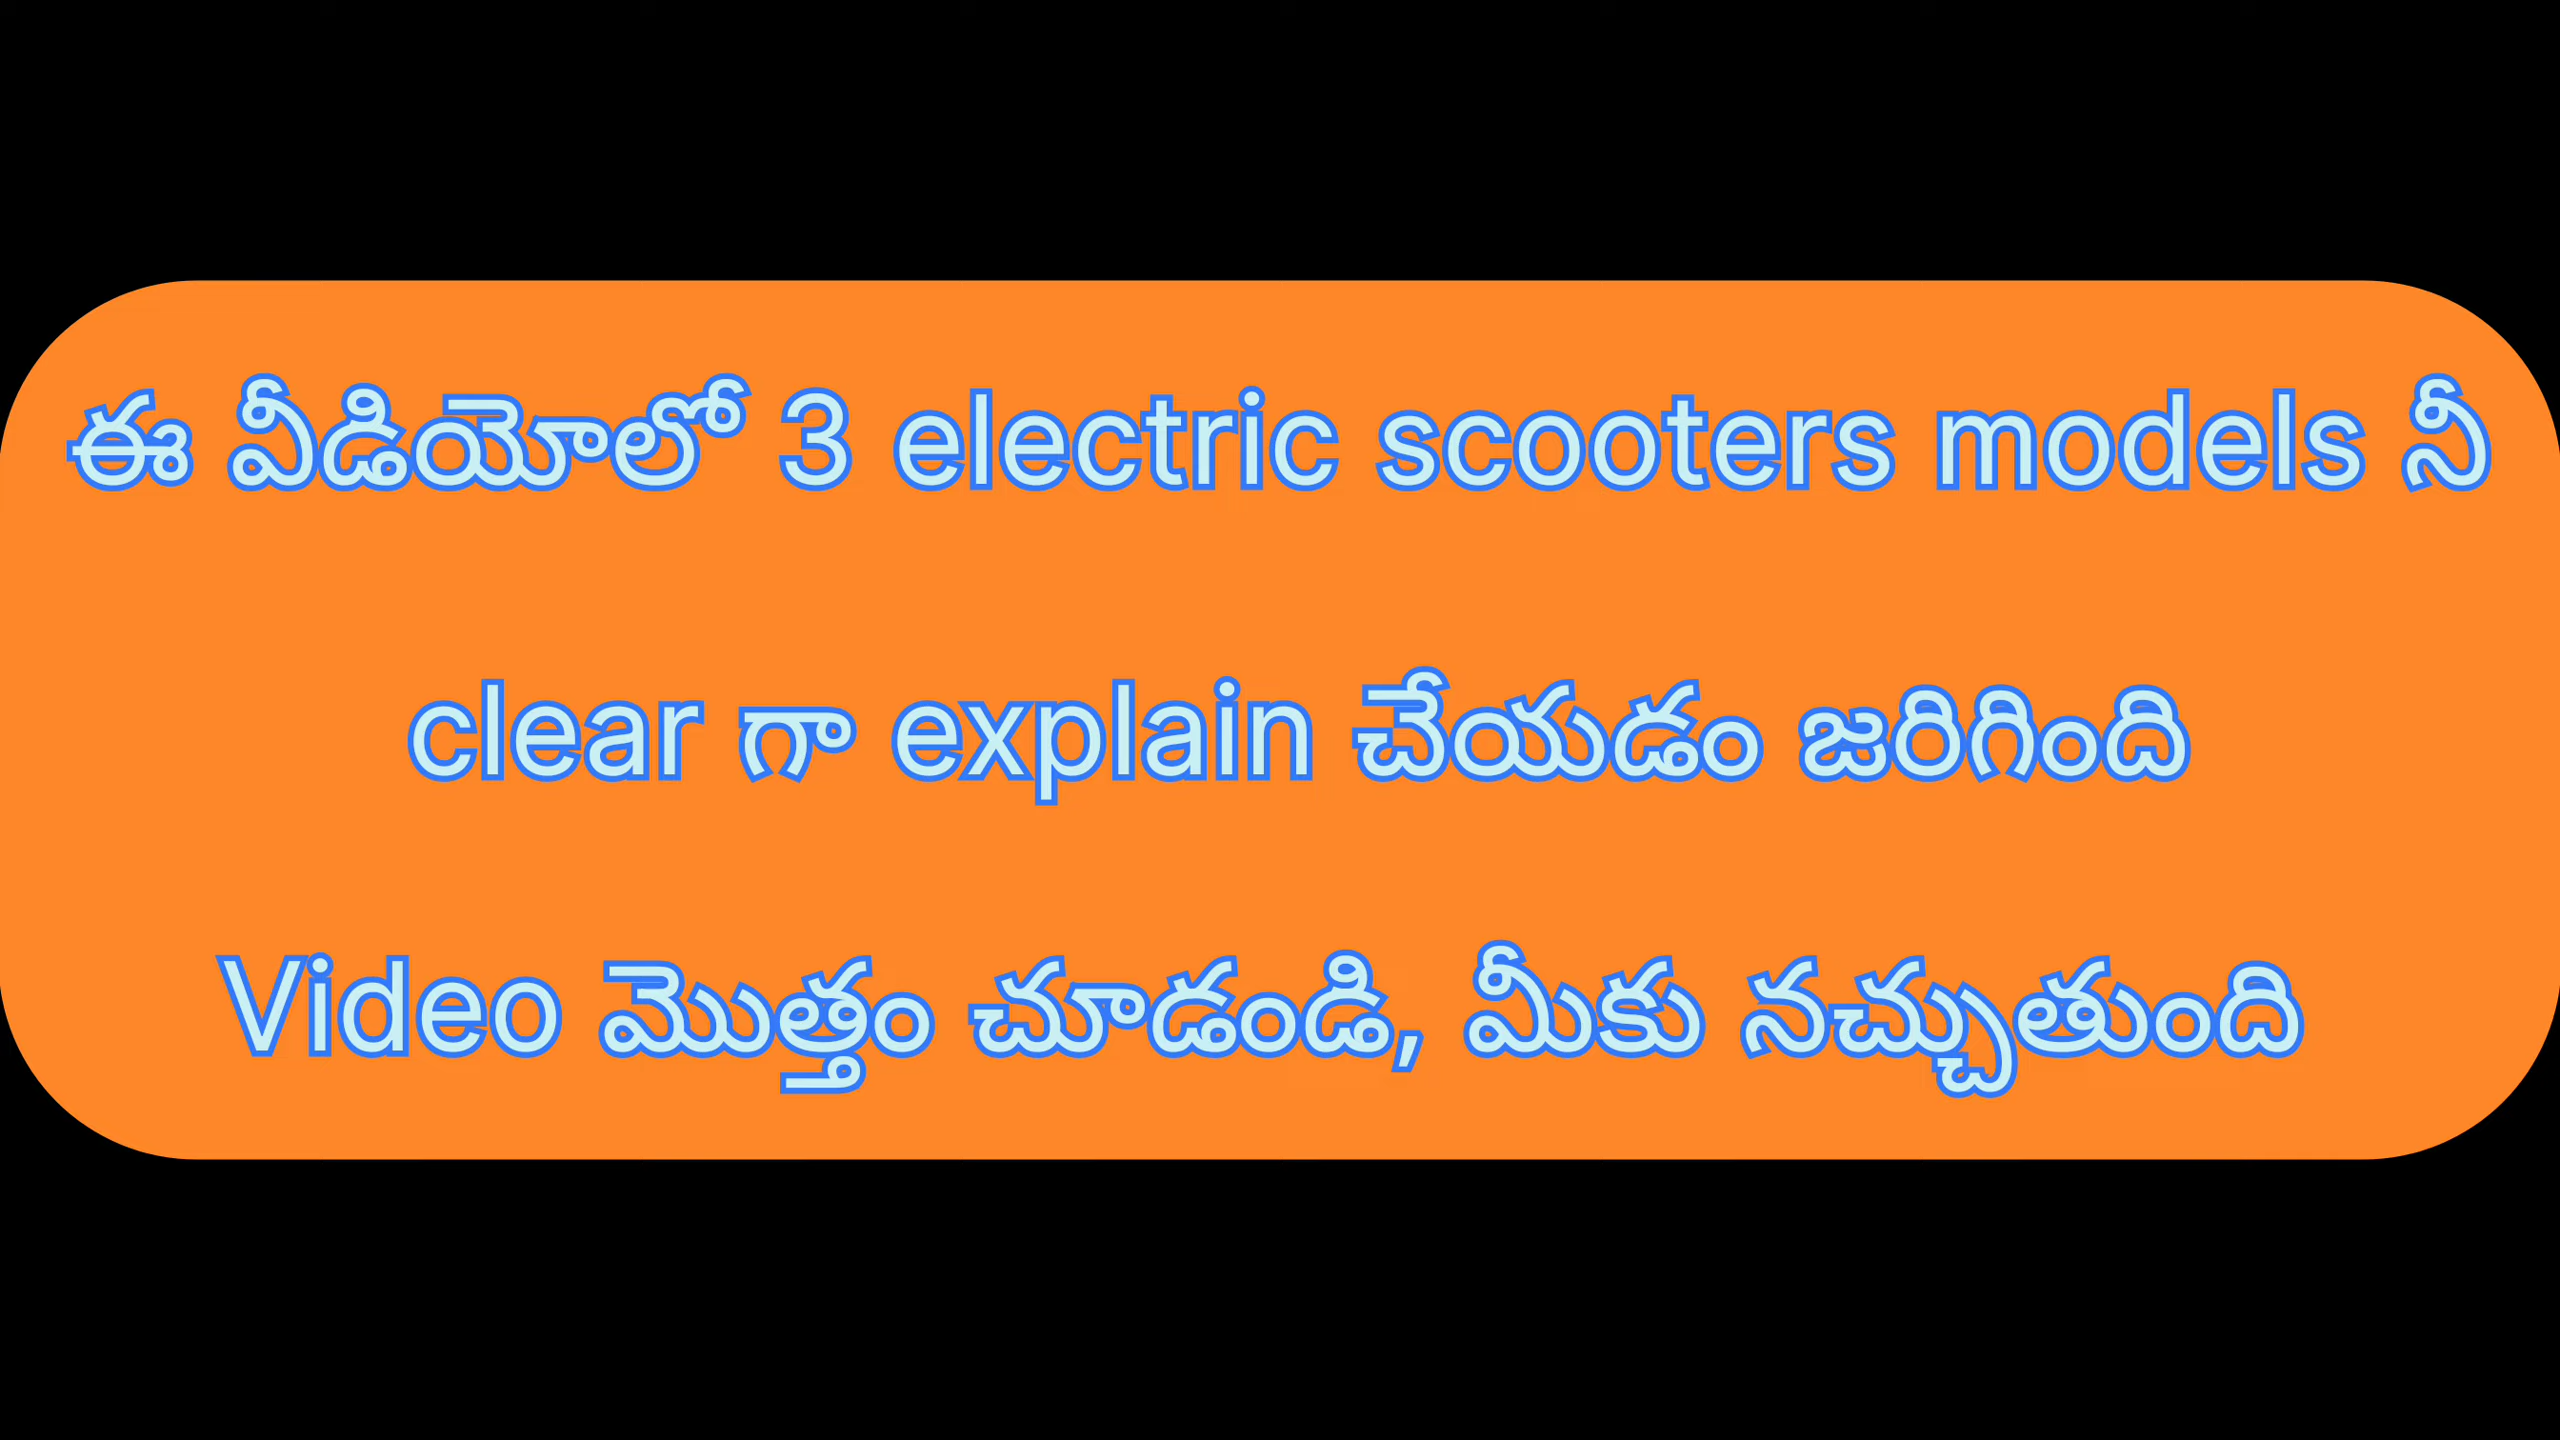 ఈ వీడియోలో 3 electric scooters models నీ
clear గా explain చేయడం జరిగింది
Video మొత్తం చూడండి, మీకు నచ్చుతుంది